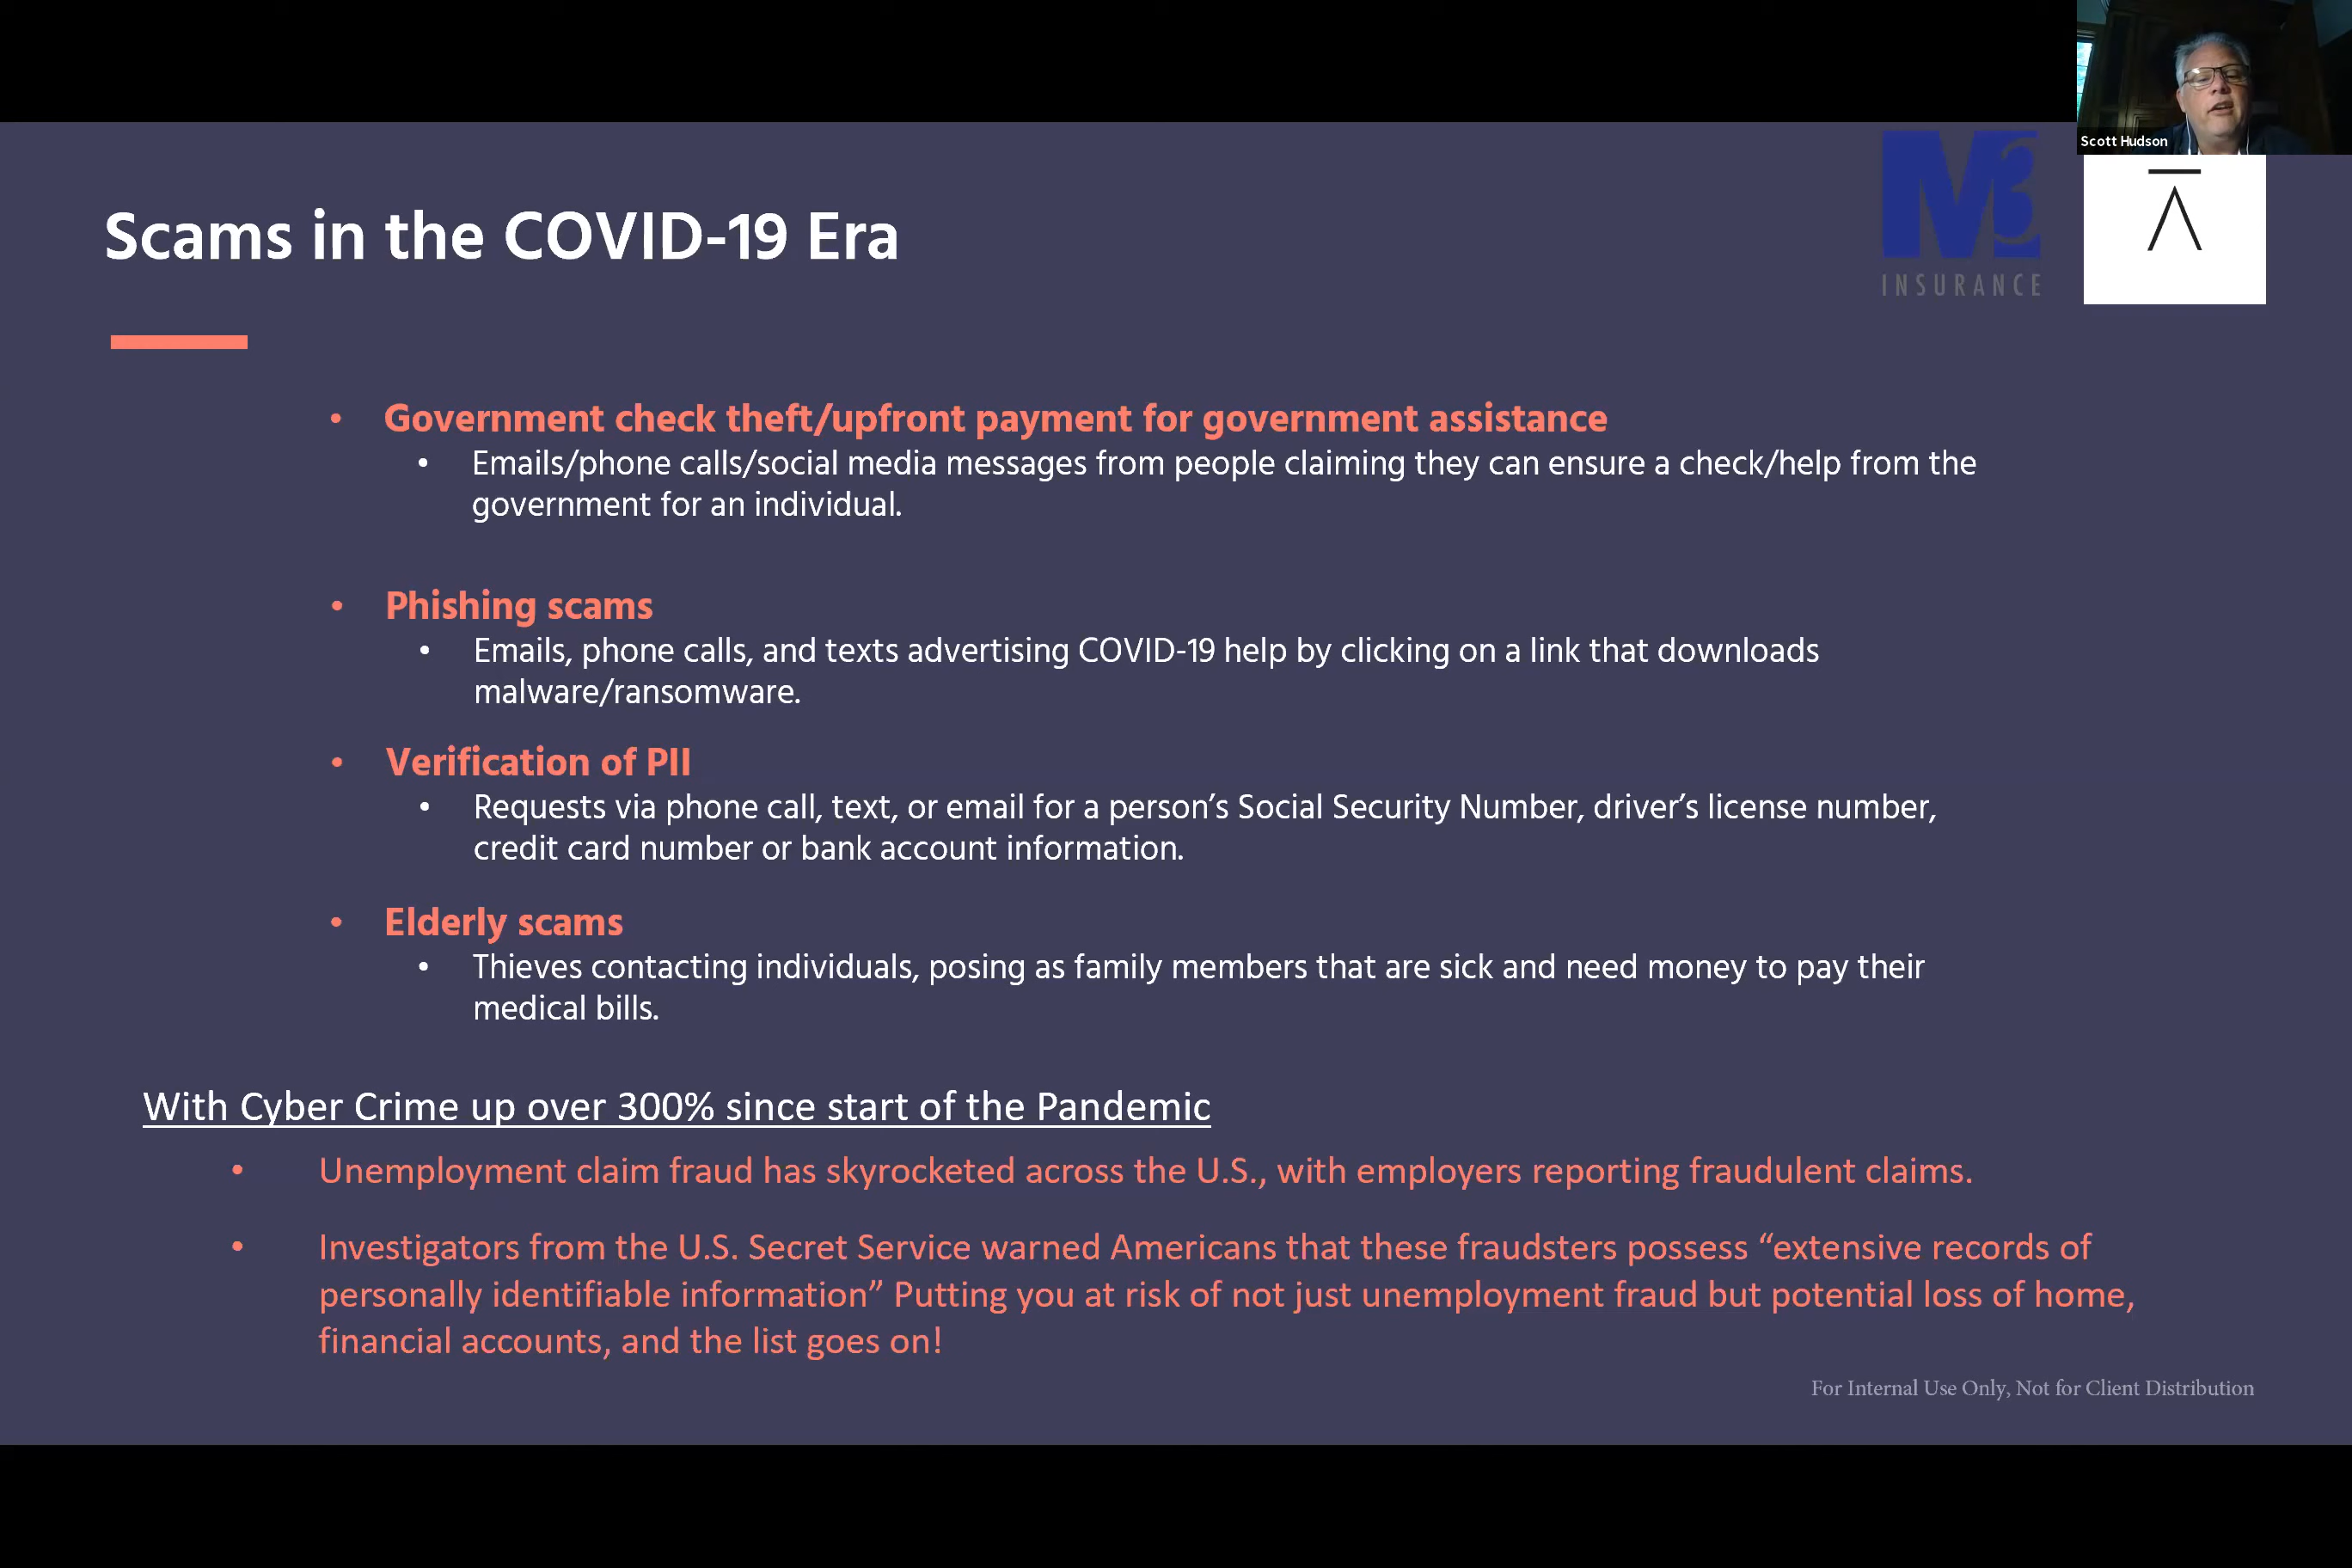 Scott Hudson
M3
INSURANCE
Scams in the COVID-19 Era
• Government check theft/upfront payment for government assistance
• Emails/phone calls/social media messages from people claiming they can ensure a check/help from the
government for an individual.
• Phishing scams
• Emails, phone calls, and texts advertising COVID-19 help by clicking on a link that downloads
malware/ransomware.
• Verification of PII
• Requests via phone call, text, or email for a person’s Social Security Number, driver’s license number,
credit card number or bank account information.
• Elderly scams
• Thieves contacting individuals, posing as family members that are sick and need money to pay their
medical bills.
With Cyber Crime up over 300% since start of the Pandemic
• Unemployment claim fraud has skyrocketed across the U.S., with employers reporting fraudulent claims.
• Investigators from the U.S. Secret Service warned Americans that these fraudsters possess “extensive records of
personally identifiable information” Putting you at risk of not just unemployment fraud but potential loss of home,
financial accounts, and the list goes on!
For Internal Use Only, Not for Client Distribution